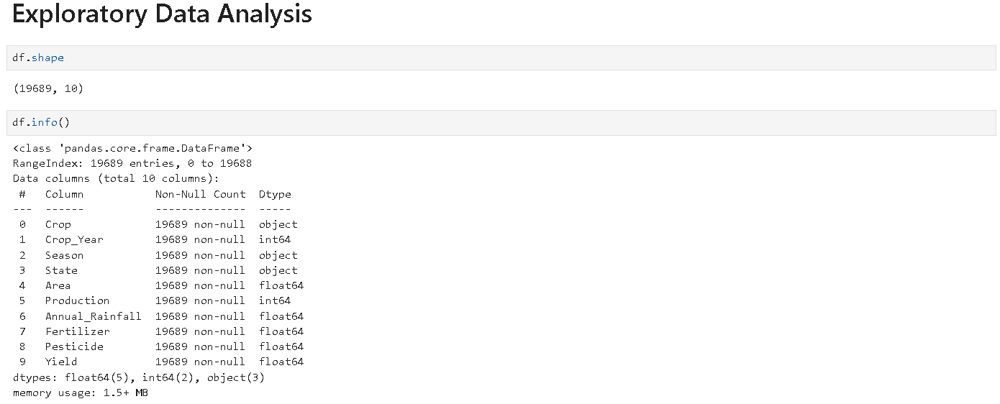 Exploratory Data Analysis
df.shape
(19689, 10)
df.info()
<class 'pandas.core.frame.DataFrame'>
RangeIndex: 19689 entries, 0 to 19688
Data columns (total 10 columns):
 #   Column           Non-Null Count  Dtype
---  ------           --------------  -----
 0   Crop             19689 non-null  object
 1   Crop_Year        19689 non-null  int64
 2   Season           19689 non-null  object
 3   State            19689 non-null  object
 4   Area             19689 non-null  float64
 5   Production       19689 non-null  int64
 6   Annual_Rainfall  19689 non-null  float64
 7   Fertilizer       19689 non-null  float64
 8   Pesticide        19689 non-null  float64
 9   Yield            19689 non-null  float64
dtypes: float64(5), int64(2), object(3)
memory usage: 1.5+ MB